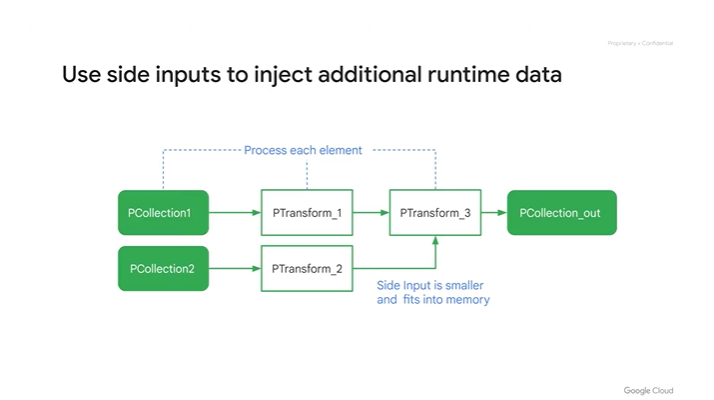 Proprietary + Confidential
Use side inputs to inject additional runtime data
Process each element
PCollection1
PTransform_1
PTransform_3
PCollection_out
PCollection2
PTransform_2
Side Input is smaller
and fits into memory
Google Cloud